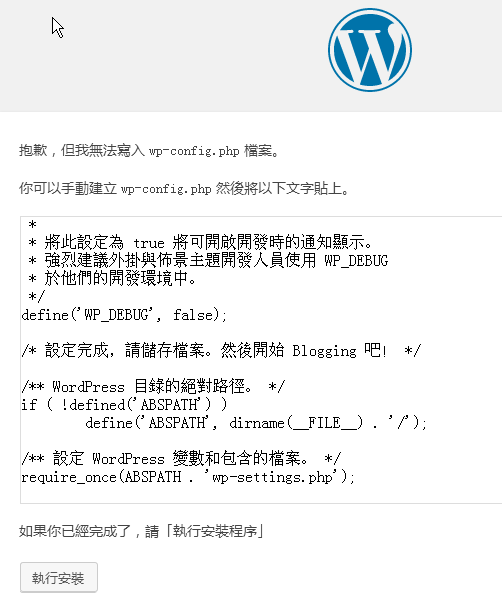 抱歉，但我無法寫入 wp-config.php 檔案。
你可以手動建立 wp-config.php 然後將以下文字貼上。
 *
 * 將此設定為 true 將可開啟開發時的通知顯示。
 * 強烈建議外掛與佈景主題開發人員使用 WP_DEBUG
 * 於他們的開發環境中。
 */
define('WP_DEBUG', false);
/* 設定完成，請儲存檔案。然後開始 Blogging 吧! */
/** WordPress 目錄的絕對路徑。 */
if ( !defined('ABSPATH') )
        define('ABSPATH', dirname(__FILE__) . '/');
/** 設定 WordPress 變數和包含的檔案。 */
require_once(ABSPATH . 'wp-settings.php');
如果你已經完成了，請「執行安裝程序」
執行安裝